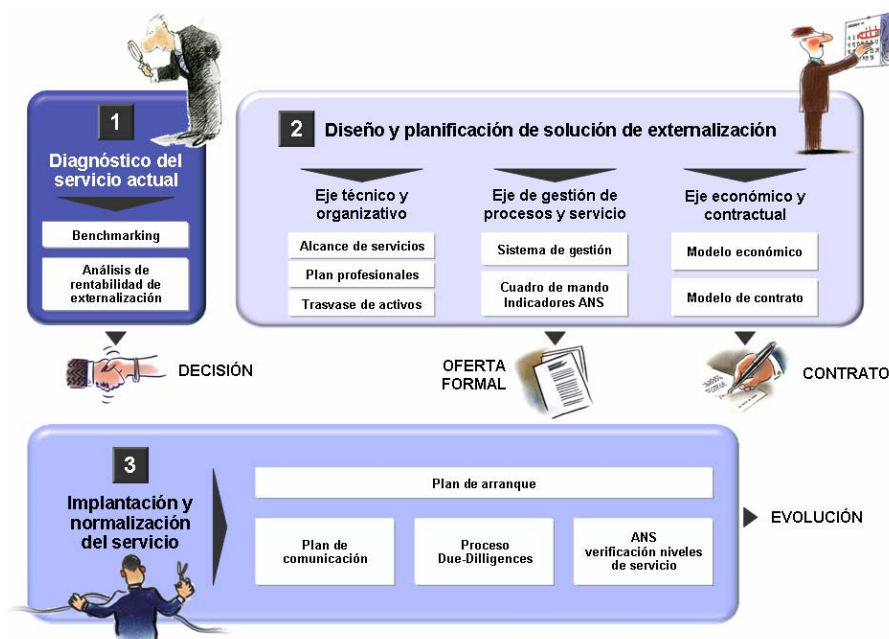 1
Diagnóstico del
servicio actual
Benchmarking
Análisis de
rentabilidad de
externalización
DECISIÓN
2
Diseño y planificación de solución de externalización
Eje técnico y
organizativo
Alcance de servicios
Plan profesionales
Trasvase de activos
Eje de gestión de
procesos y servicio
Sistema de gestión
Cuadro de mando
Indicadores ANS
Eje económico y
contractual
Modelo económico
Modelo de contrato
OFERTA
FORMAL
CONTRATO
3
Implantación y
normalización
del servicio
Plan de arranque
Plan de
comunicación
Proceso
Due-Dilligences
ANS
verificación niveles
de servicio
EVOLUCIÓN